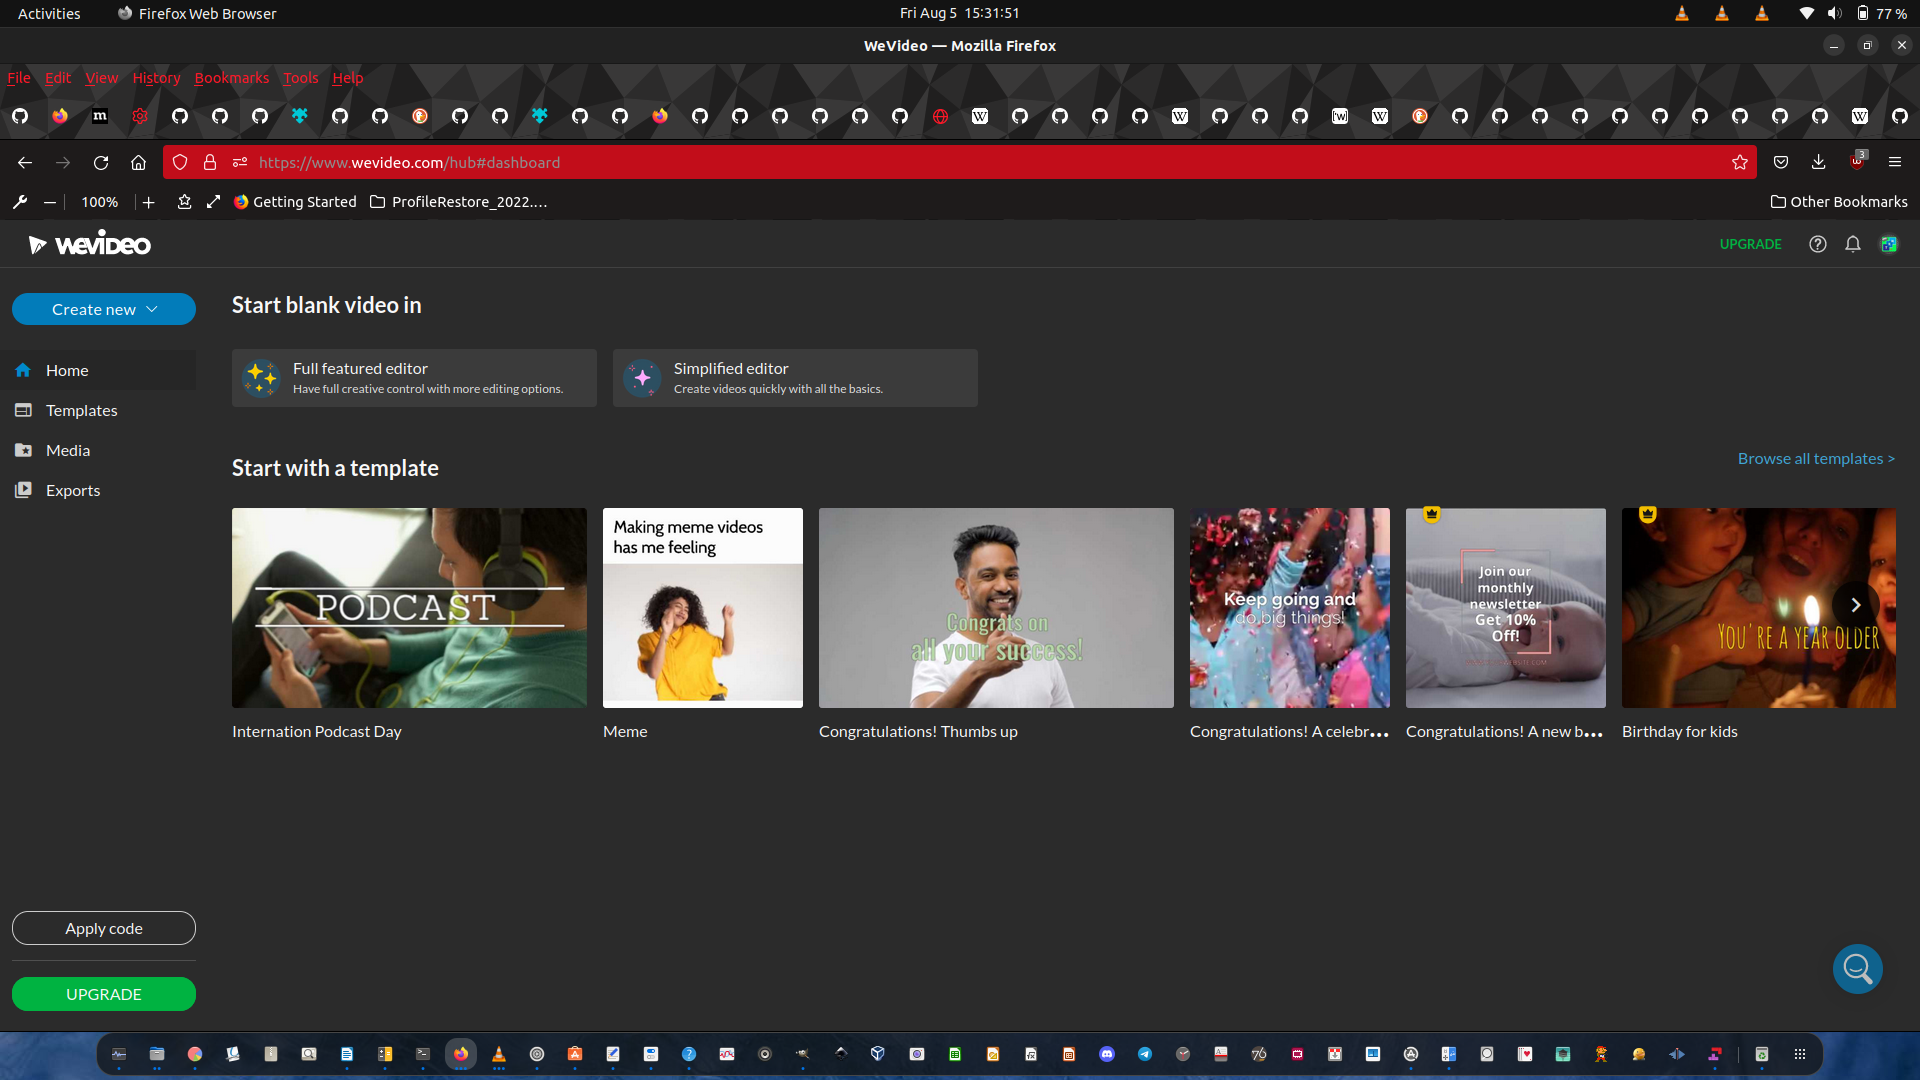 Activities
Firefox Web Browser
Fri Aug 5 15:31:51
77 %
WeVideo — Mozilla Firefox
File Edit View History Bookmarks Tools Help
https://www.wevideo.com/hub#dashboard
3
100%
Getting Started
ProfileRestore_2022....
Other Bookmarks
WEVIDEO
UPGRADE
Create new
Home
Templates
Media
Exports
Start blank video in
Full featured editor
Have full creative control with more editing options.
Simplified editor
Create videos quickly with all the basics.
Start with a template
Browse all templates >
PODCAST
Internation Podcast Day
Making meme videos
has me feeling
Meme
Congrats on
all your success!
Congratulations! Thumbs up
Keep going and
do big things!
Congratulations! A celebr...
Join our
monthly
newsletter
Get 10%
Off!
Congratulations! A new b...
YOU'RE A YEAR OLDER
Birthday for kids
Apply code
UPGRADE